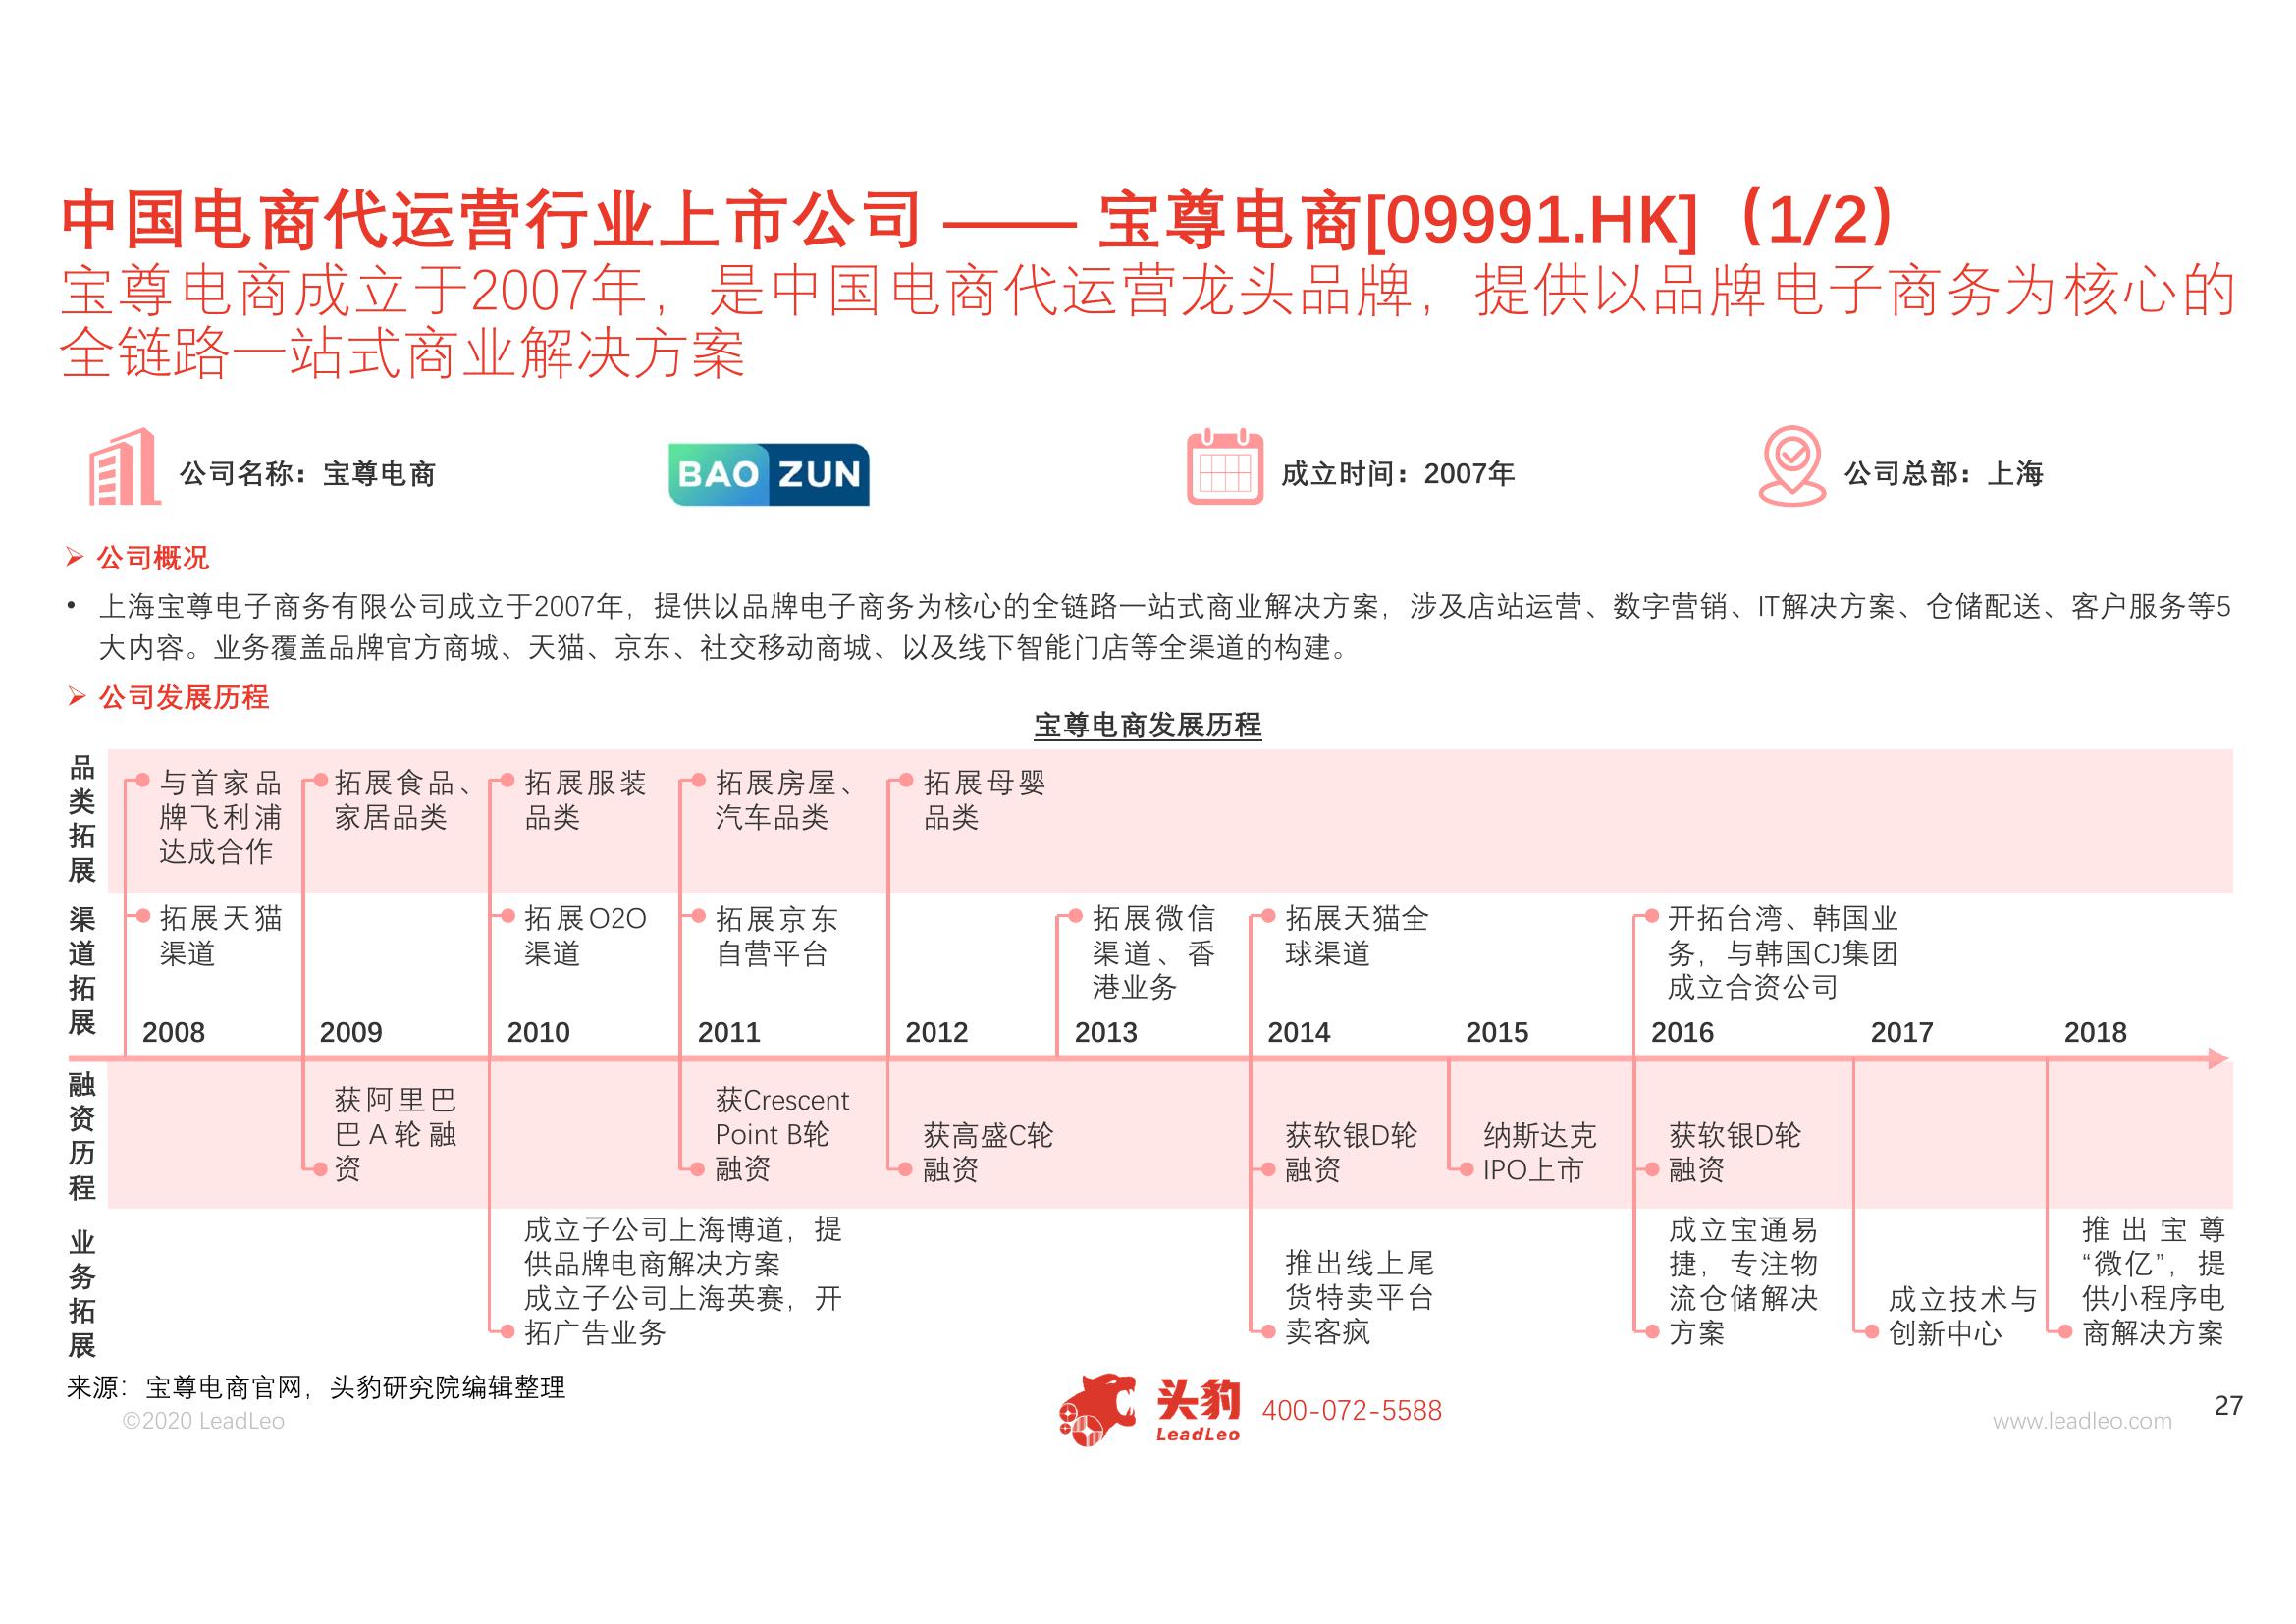 中国电商代运营行业上市公司 —— 宝尊电商[09991.HK]（1/2）
宝尊电商成立于2007年，是中国电商代运营龙头品牌，提供以品牌电子商务为核心的
全链路一站式商业解决方案
公司名称：宝尊电商
BAO ZUN
成立时间：2007年
公司总部：上海
公司概况
• 上海宝尊电子商务有限公司成立于2007年，提供以品牌电子商务为核心的全链路一站式商业解决方案，涉及店站运营、数字营销、IT解决方案、仓储配送、客户服务等5
大内容。业务覆盖品牌官方商城、天猫、京东、社交移动商城、以及线下智能门店等全渠道的构建。
公司发展历程
宝尊电商发展历程
品
类
拓
展
与首家品
牌飞利浦
达成合作
拓展食品、
家居品类
拓展服装
品类
拓展房屋、
汽车品类
拓展母婴
品类
渠
道
拓
展
拓展天猫
渠道
拓展O2O
渠道
拓展京东
自营平台
拓展微信
渠道、香
港业务
拓展天猫全
球渠道
开拓台湾、韩国业
务，与韩国CJ集团
成立合资公司
2008
2009
2010
2011
2012
2013
2014
2015
2016
2017
2018
融
资
历
程
获阿里巴
巴A轮融
资
获Crescent
Point B轮
融资
获高盛C轮
融资
获软银D轮
融资
纳斯达克
IPO上市
获软银D轮
融资
业
务
拓
展
成立子公司上海博道，提
供品牌电商解决方案
成立子公司上海英赛，开
拓广告业务
推出线上尾
货特卖平台
卖客疯
成立宝通易
捷，专注物
流仓储解决
方案
成立技术与
创新中心
推出宝尊
“微亿”，提
供小程序电
商解决方案
来源：宝尊电商官网，头豹研究院编辑整理
©2020 LeadLeo
头豹
LeadLeo
400-072-5588
www.leadleo.com
27